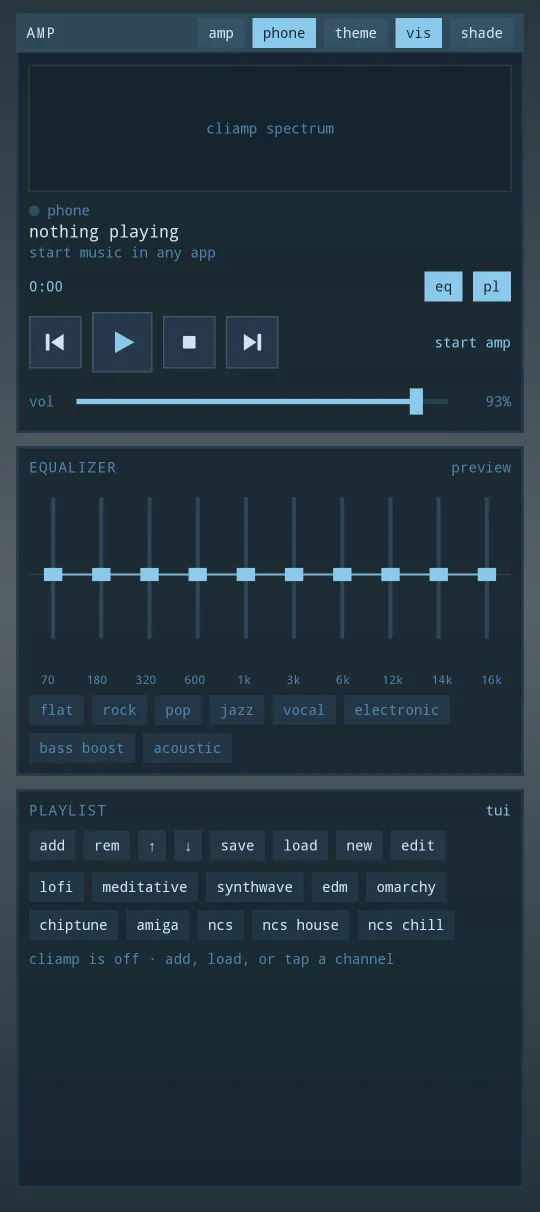 AMP amp phone theme vis shade
cliamp spectrum
phone
nothing playing
start music in any app
0:00 eq pl
start amp
vol 93%
EQUALIZER preview
70 180 320 600 1k 3k 6k 12k 14k 16k
flat rock pop jazz vocal electronic
bass boost acoustic
PLAYLIST tui
add rem ↑ ↓ save load new edit
lofi meditative synthwave edm omarchy
chiptune amiga ncs ncs house ncs chill
cliamp is off · add, load, or tap a channel